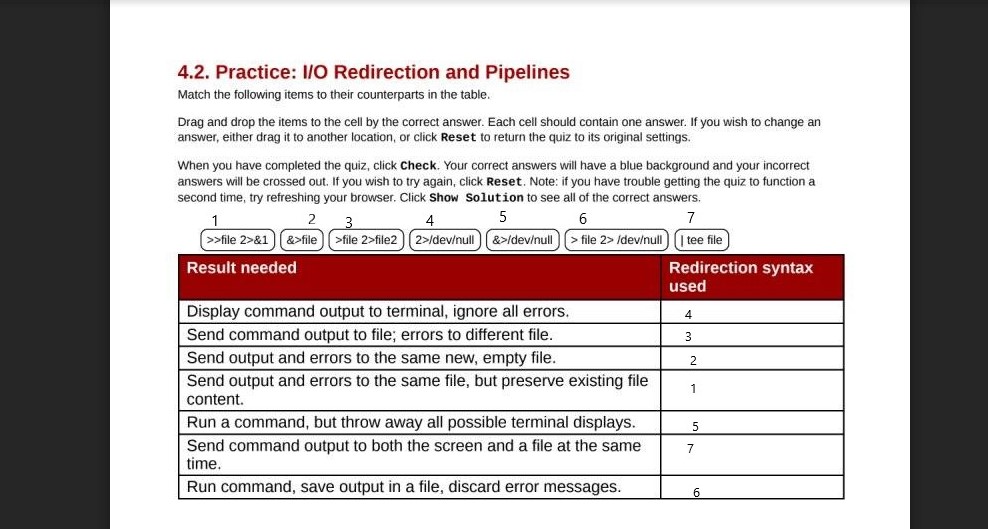 4.2. Practice: I/O Redirection and Pipelines
Match the following items to their counterparts in the table.
Drag and drop the items to the cell by the correct answer. Each cell should contain one answer. If you wish to change an
answer, either drag it to another location, or click Reset to return the quiz to its original settings.
When you have completed the quiz, click Check. Your correct answers will have a blue background and your incorrect
answers will be crossed out. If you wish to try again, click Reset. Note: if you have trouble getting the quiz to function a
second time, try refreshing your browser. Click Show Solution to see all of the correct answers.
1 2 3 4 5 6 7
>>file 2>&1 &>file >file 2>file2 2>/dev/null &>/dev/null > file 2> /dev/null | tee file
Result needed Redirection syntax
used
Display command output to terminal, ignore all errors. 4
Send command output to file; errors to different file. 3
Send output and errors to the same new, empty file. 2
Send output and errors to the same file, but preserve existing file
content. 1
Run a command, but throw away all possible terminal displays. 5
Send command output to both the screen and a file at the same 7
time.
Run command, save output in a file, discard error messages. 6